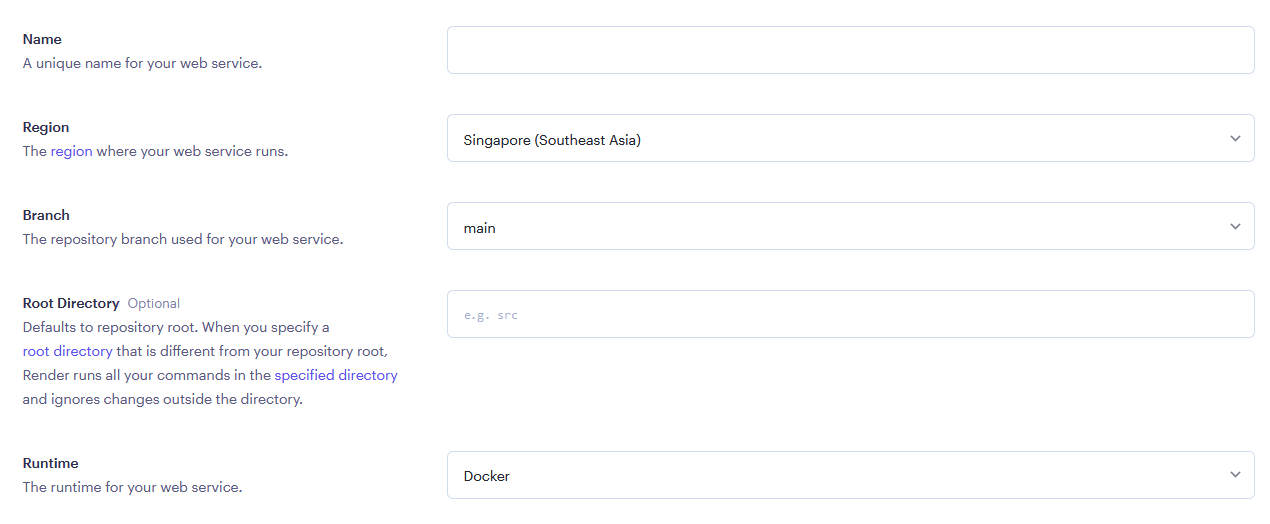 Name
A unique name for your web service.
Region
The region where your web service runs.
Singapore (Southeast Asia)
Branch
The repository branch used for your web service.
main
Root Directory Optional
Defaults to repository root. When you specify a
root directory that is different from your repository root,
Render runs all your commands in the specified directory
and ignores changes outside the directory.
e.g. src
Runtime
The runtime for your web service.
Docker